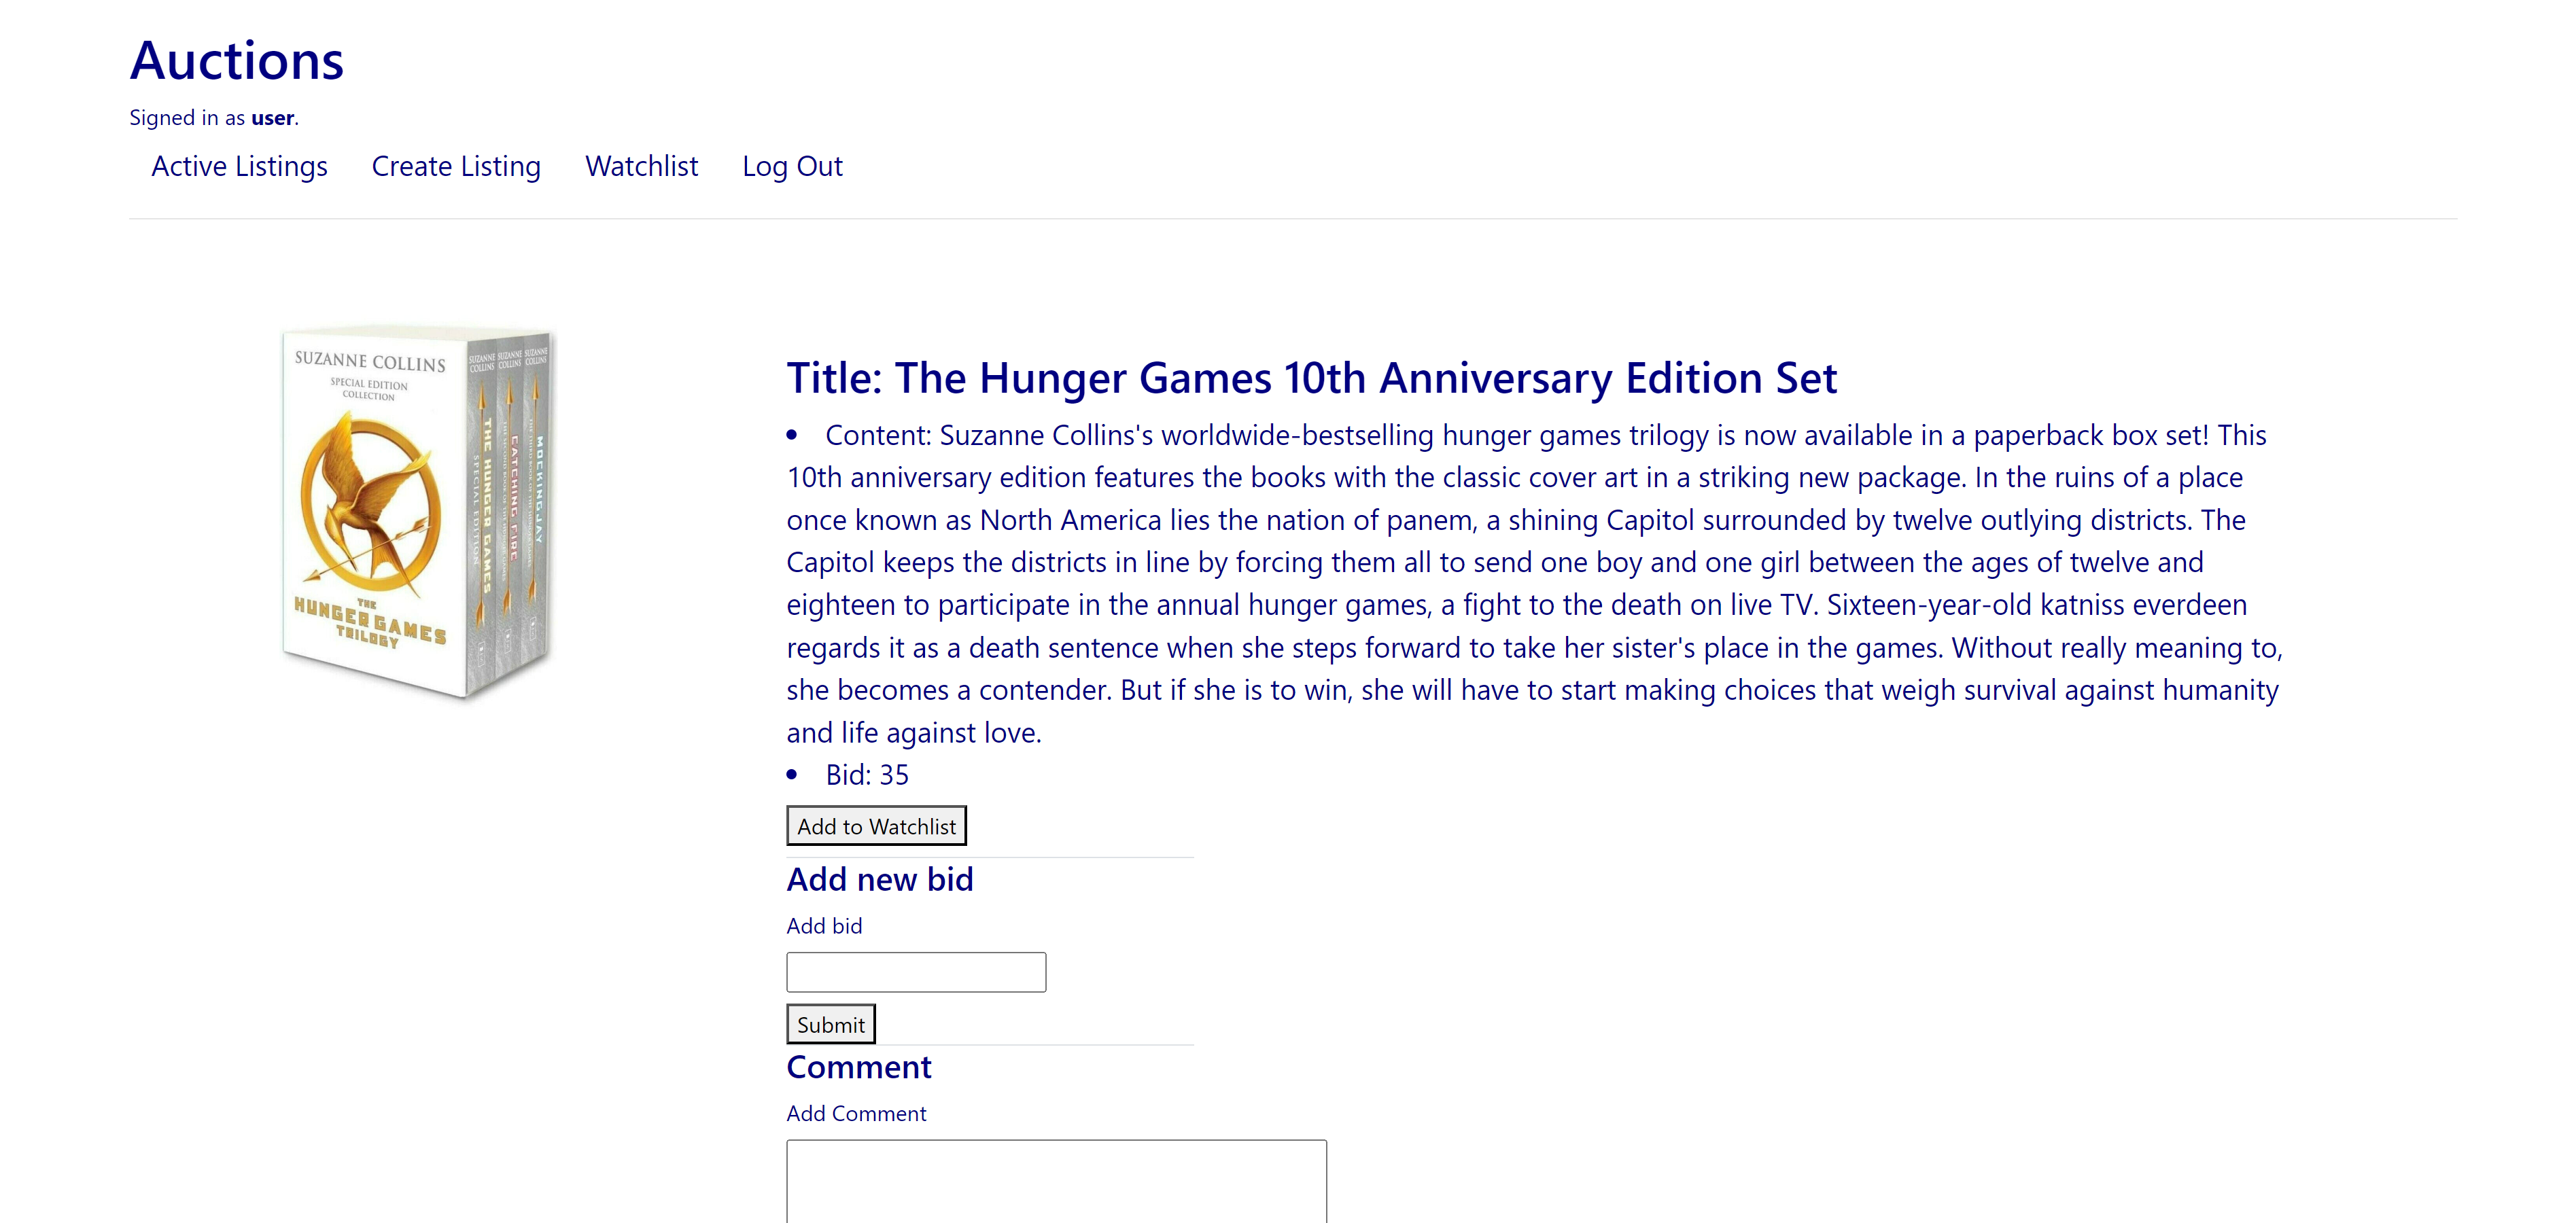 Auctions
Signed in as user.
Active Listings Create Listing Watchlist Log Out
SUZANNE COLLINS
SPECIAL EDITION
COLLECTION
THE
HUNGER GAMES
TRILOGY
SUZANNE COLLINS
THE HUNGER GAMES
SPECIAL EDITION
SUZANNE COLLINS
CATCHING FIRE
SUZANNE COLLINS
MOCKINGJAY
Title: The Hunger Games 10th Anniversary Edition Set
• Content: Suzanne Collins's worldwide-bestselling hunger games trilogy is now available in a paperback box set! This
10th anniversary edition features the books with the classic cover art in a striking new package. In the ruins of a place
once known as North America lies the nation of panem, a shining Capitol surrounded by twelve outlying districts. The
Capitol keeps the districts in line by forcing them all to send one boy and one girl between the ages of twelve and
eighteen to participate in the annual hunger games, a fight to the death on live TV. Sixteen-year-old katniss everdeen
regards it as a death sentence when she steps forward to take her sister's place in the games. Without really meaning to,
she becomes a contender. But if she is to win, she will have to start making choices that weigh survival against humanity
and life against love.
• Bid: 35
Add to Watchlist
Add new bid
Add bid
Submit
Comment
Add Comment